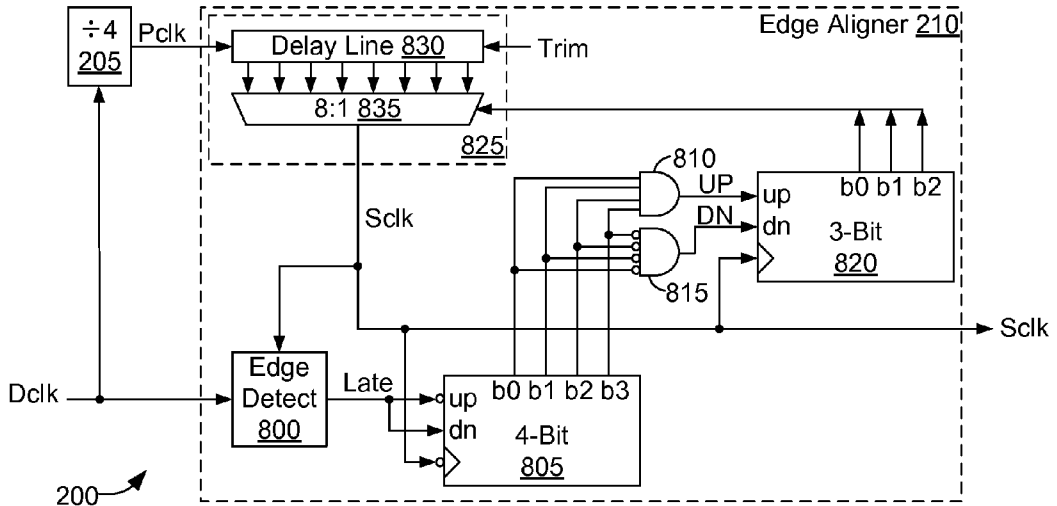 ÷4
205
Pclk
Edge Aligner 210
Delay Line 830
Trim
8:1 835
825
Sclk
810
UP
DN
815
b0 b1 b2
up
dn
3-Bit
820
Sclk
Dclk
Edge
Detect
800
Late
b0 b1 b2 b3
up
dn
4-Bit
805
200